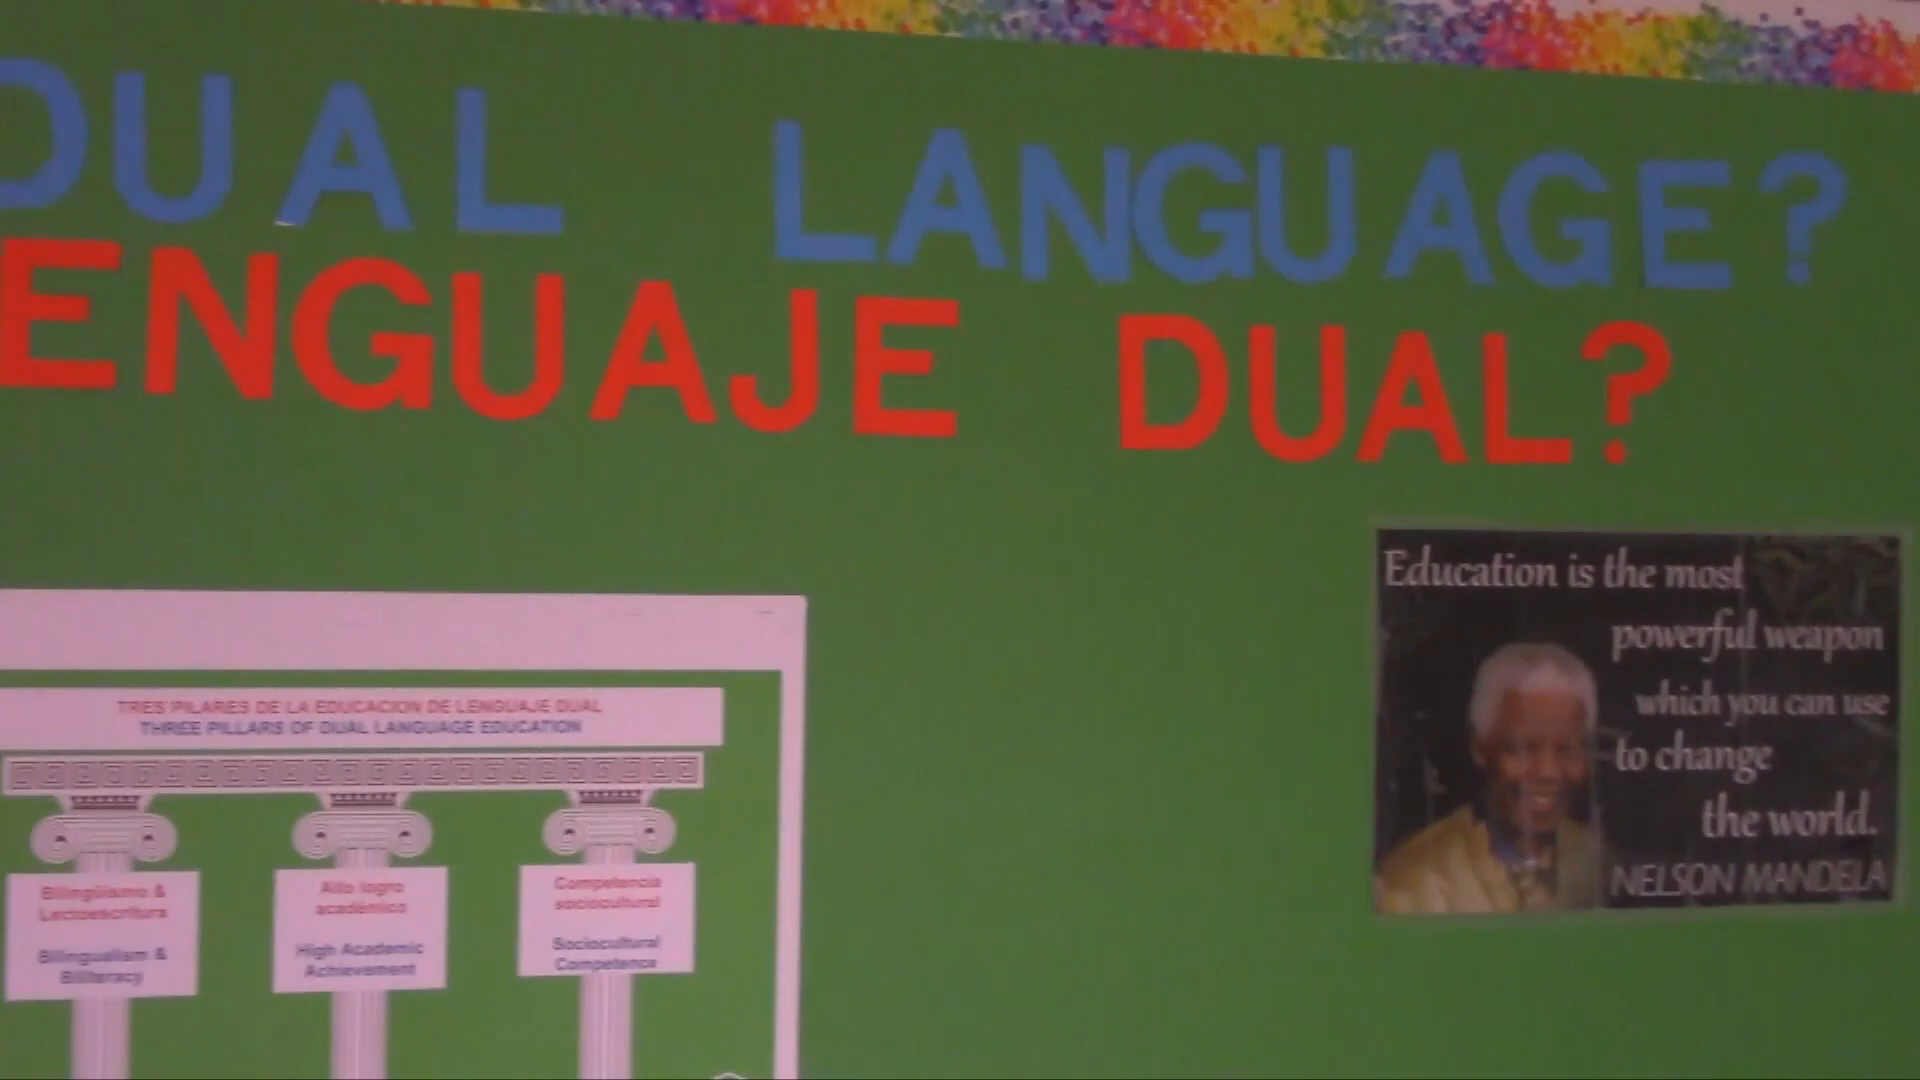 DUAL LANGUAGE?
ENGUAJE DUAL?
Education is the most
powerful weapon
which you can use
to change
the world.
NELSON MANDELA
TRES PILARES DE LA EDUCACION DE LENGUAJE DUAL
THREE PILLARS OF DUAL LANGUAGE EDUCATION
Bilingüismo &
Lectoescritura
Bilingualism &
Biliteracy
Alto logro
académico
High Academic
Achievement
Competencia
sociocultural
Sociocultural
Competence